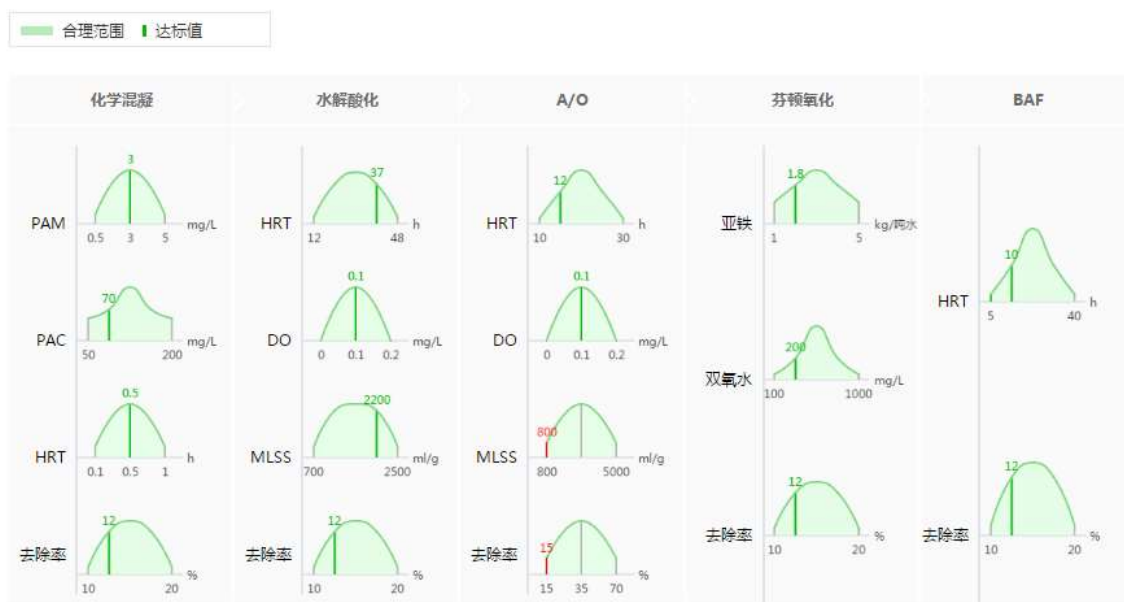 合理范围 达标值
化学混凝 水解酸化 A/O 芬顿氧化 BAF
3
PAM
mg/L
0.5 3 5
70
PAC
mg/L
50 200
0.5
HRT
h
0.1 0.5 1
12
去除率
%
10 20
37
HRT
h
12 48
0.1
DO
mg/L
0 0.1 0.2
2200
MLSS
ml/g
700 2500
12
去除率
%
10 20
12
HRT
h
10 30
0.1
DO
mg/L
0 0.1 0.2
800
MLSS
ml/g
800 5000
15
去除率
%
15 35 70
1.8
亚铁
kg/吨水
1 5
200
双氧水
mg/L
100 1000
12
去除率
%
10 20
10
HRT
h
5 40
12
去除率
%
10 20